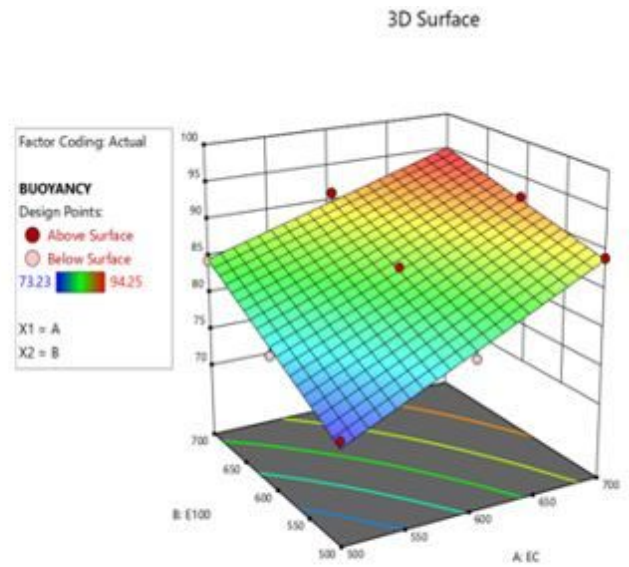 3D Surface
Factor Coding: Actual
BUOYANCY
Design Points:
Above Surface
Below Surface
73.23 94.25
X1 = A
X2 = B
100
95
90
85
80
75
70
700
650
600
550
500
500
550
600
650
700
B: E100
A: EC